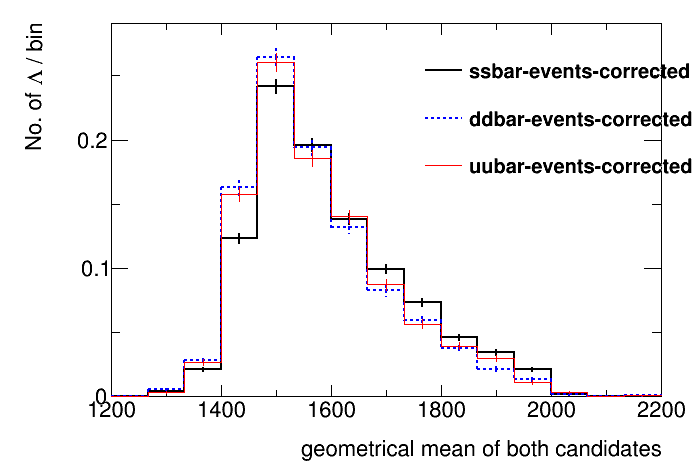 No. of Λ / bin
ssbar-events-corrected
ddbar-events-corrected
uubar-events-corrected
0.2
0.1
0
1200 1400 1600 1800 2000 2200
geometrical mean of both candidates